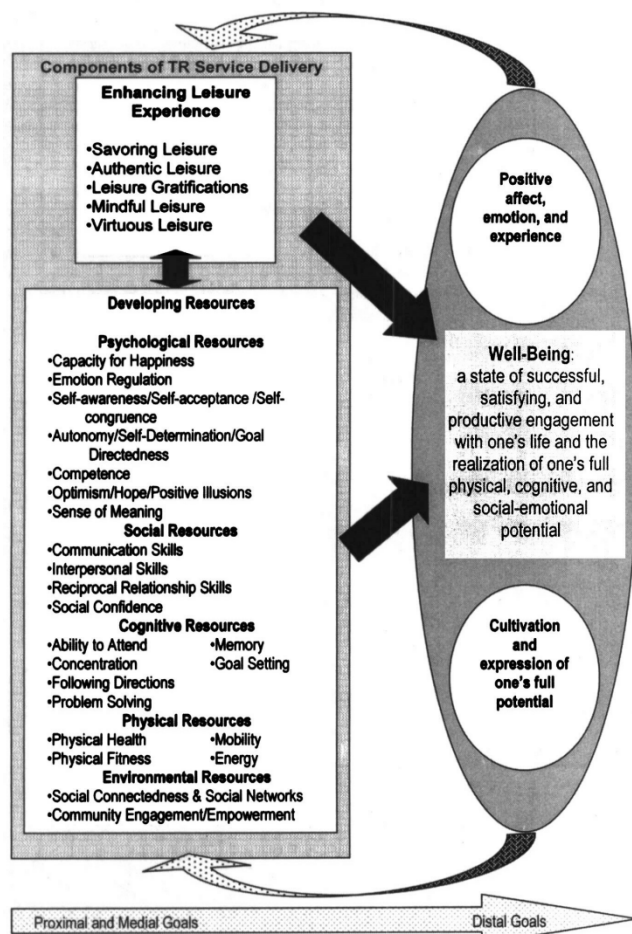 Components of TR Service Delivery
Enhancing Leisure
Experience
•Savoring Leisure
•Authentic Leisure
•Leisure Gratifications
•Mindful Leisure
•Virtuous Leisure
Developing Resources
Psychological Resources
•Capacity for Happiness
•Emotion Regulation
•Self-awareness/Self-acceptance /Self-
congruence
•Autonomy/Self-Determination/Goal
Directedness
•Competence
•Optimism/Hope/Positive Illusions
•Sense of Meaning
Social Resources
•Communication Skills
•Interpersonal Skills
•Reciprocal Relationship Skills
•Social Confidence
Cognitive Resources
•Ability to Attend •Memory
•Concentration •Goal Setting
•Following Directions
•Problem Solving
Physical Resources
•Physical Health •Mobility
•Physical Fitness •Energy
Environmental Resources
•Social Connectedness & Social Networks
•Community Engagement/Empowerment
Positive
affect,
emotion, and
experience
Well-Being:
a state of successful,
satisfying, and
productive engagement
with one's life and the
realization of one's full
physical, cognitive, and
social-emotional
potential
Cultivation
and
expression of
one's full
potential
Proximal and Medial Goals Distal Goals